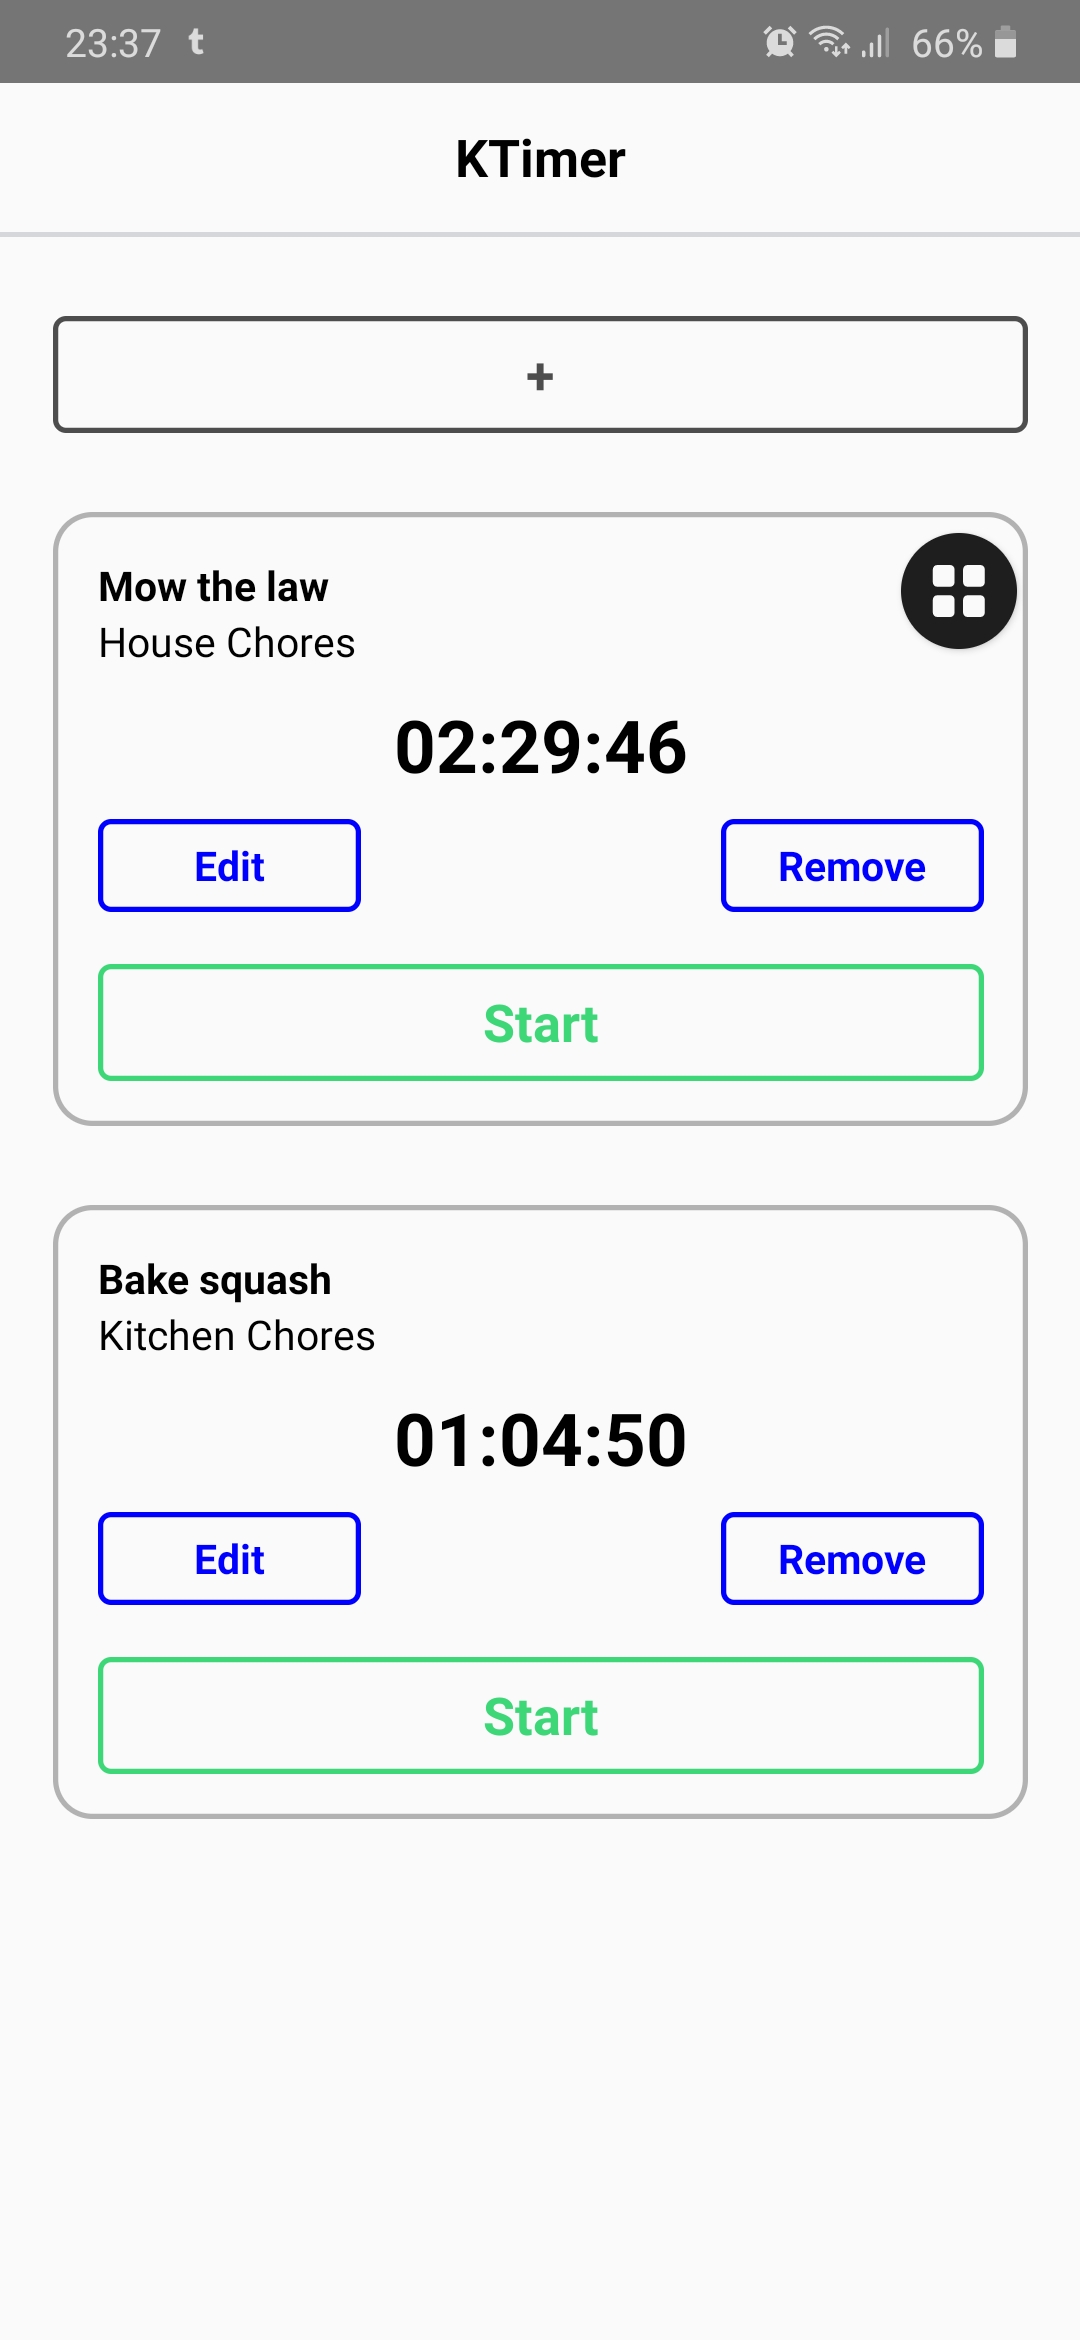 23:37 t 66%
KTimer
+
Mow the law
House Chores
02:29:46
Edit Remove
Start
Bake squash
Kitchen Chores
01:04:50
Edit Remove
Start